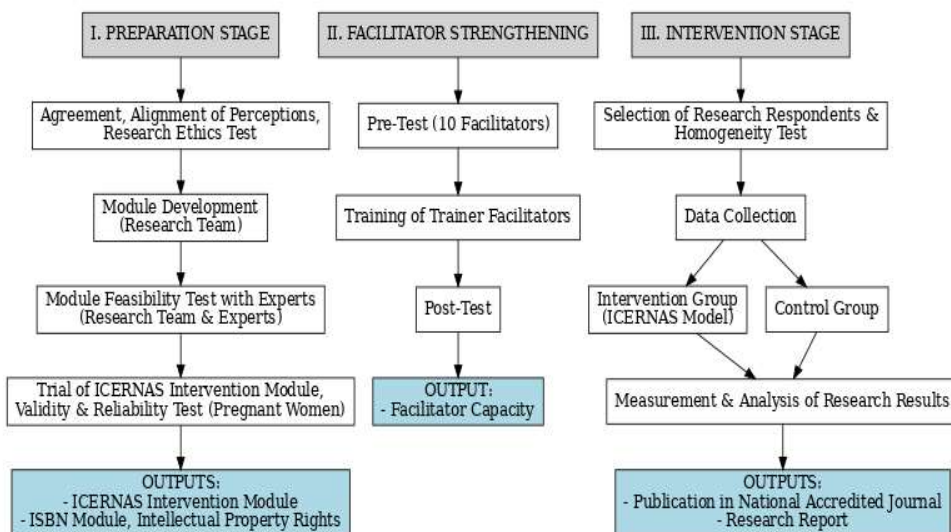 I. PREPARATION STAGE
Agreement, Alignment of Perceptions,
Research Ethics Test
Module Development
(Research Team)
Module Feasibility Test with Experts
(Research Team & Experts)
Trial of ICERNAS Intervention Module,
Validity & Reliability Test (Pregnant Women)
OUTPUTS:
- ICERNAS Intervention Module
- ISBN Module, Intellectual Property Rights
II. FACILITATOR STRENGTHENING
Pre-Test (10 Facilitators)
Training of Trainer Facilitators
Post-Test
OUTPUT:
- Facilitator Capacity
III. INTERVENTION STAGE
Selection of Research Respondents &
Homogeneity Test
Data Collection
Intervention Group
(ICERNAS Model)
Control Group
Measurement & Analysis of Research Results
OUTPUTS:
- Publication in National Accredited Journal
- Research Report